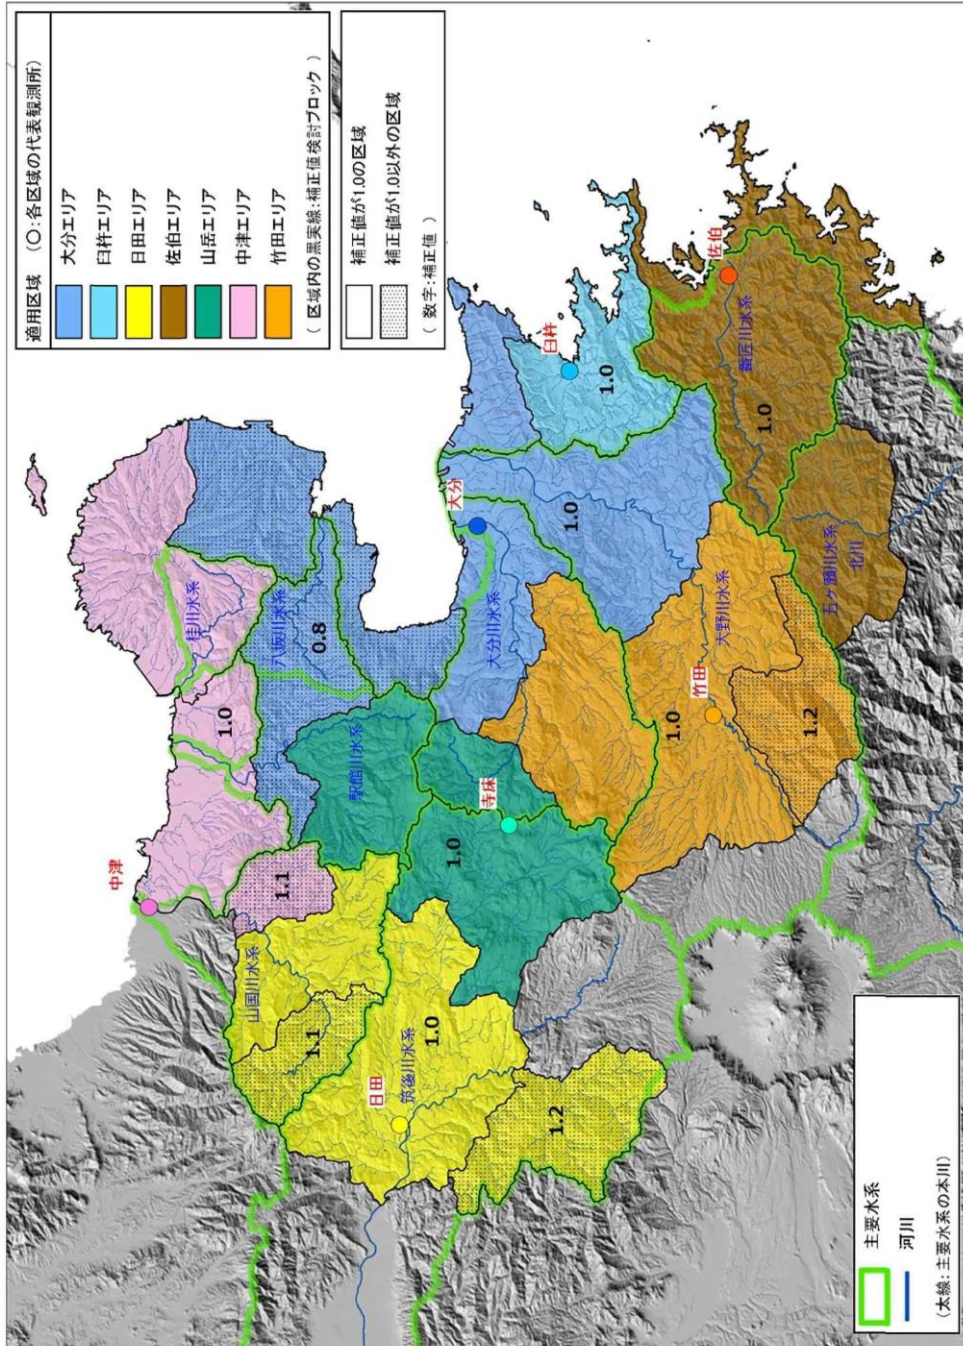 適用区域 (○:各区域の代表観測所)
大分エリア
臼杵エリア
日田エリア
佐伯エリア
山岳エリア
中津エリア
竹田エリア
( 区域内の黒実線:補正値検討ブロック )
補正値が1.0の区域
補正値が1.0以外の区域
( 数字:補正値 )
中津
山国川水系
1.1
1.1
日田
筑後川水系
1.0
1.2
1.0
桂川水系
八坂川水系
0.8
駅館川水系
1.0
寺床
大分
大分川水系
1.0
臼杵
1.0
大野川水系
竹田
1.0
1.2
佐伯
番匠川水系
1.0
五ヶ瀬川水系
北川
主要水系
河川
(太線: 主要水系の本川)